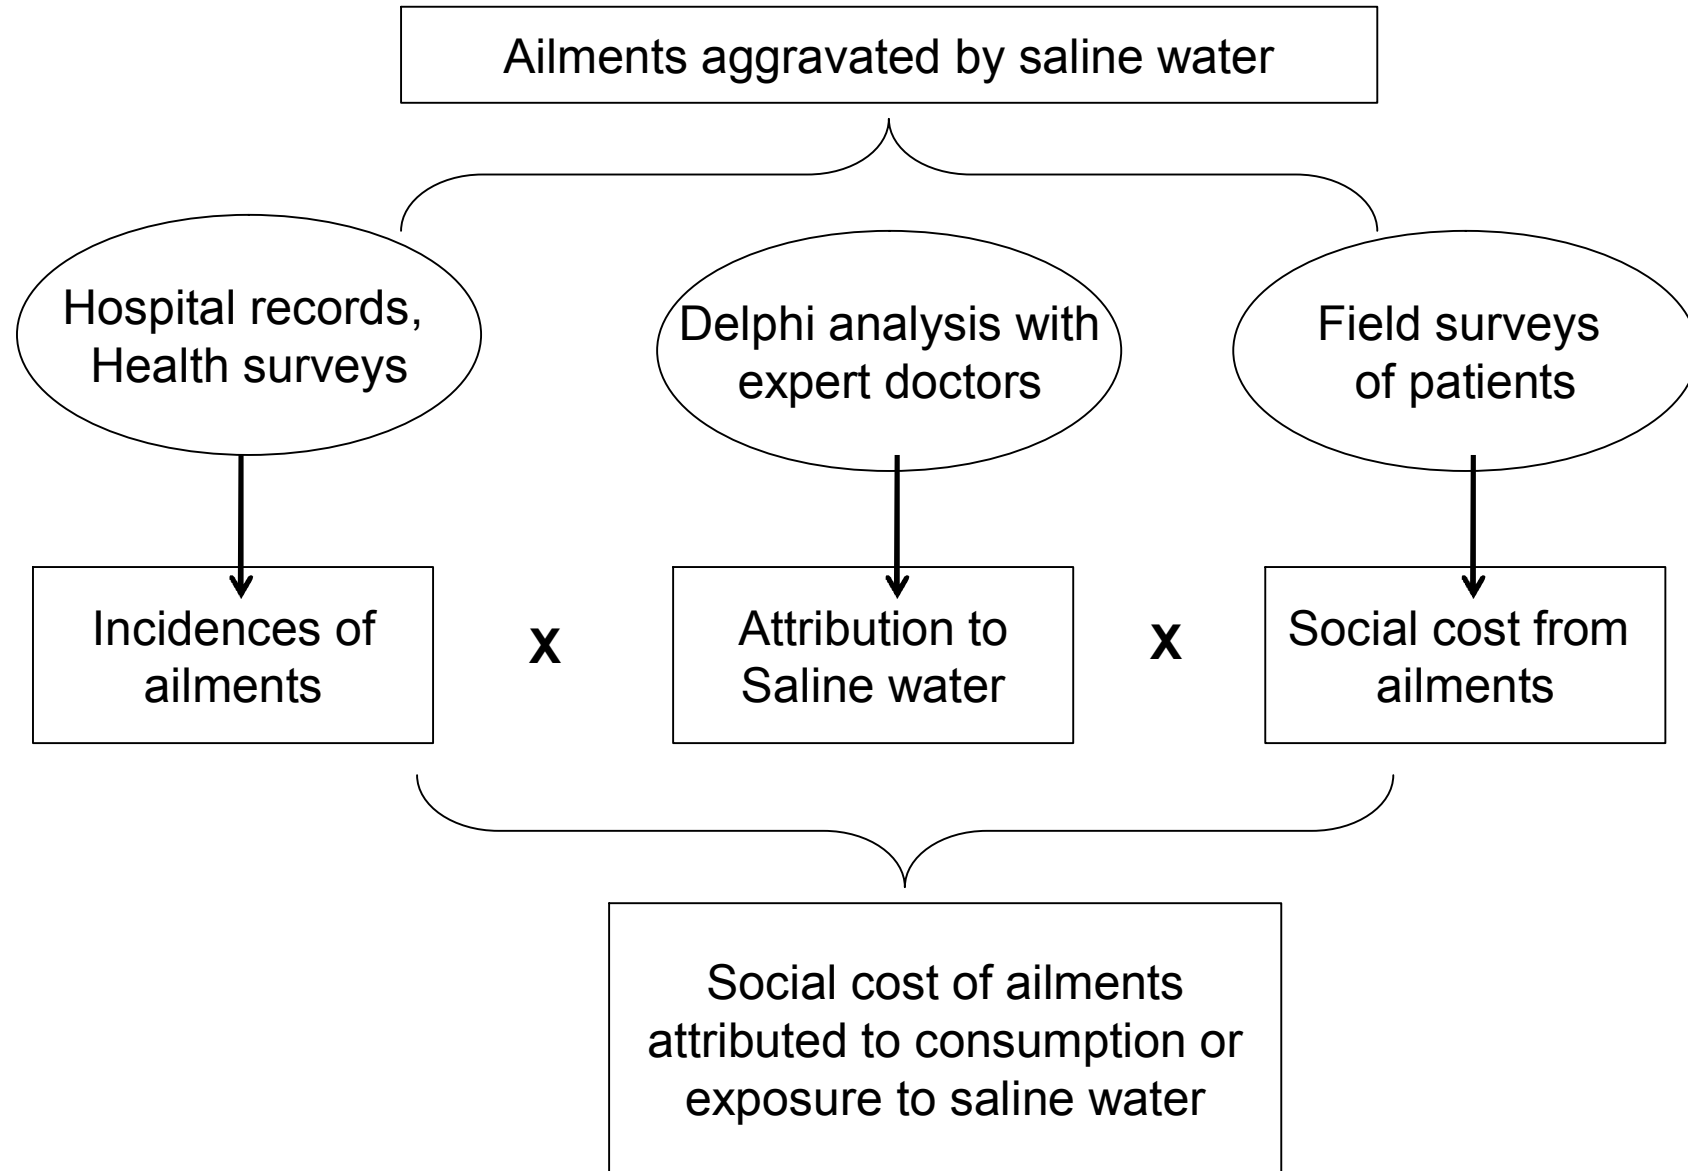 Ailments aggravated by saline water
Hospital records,
Health surveys
Delphi analysis with
expert doctors
Field surveys
of patients
Incidences of
ailments
X
Attribution to
Saline water
X
Social cost from
ailments
Social cost of ailments
attributed to consumption or
exposure to saline water